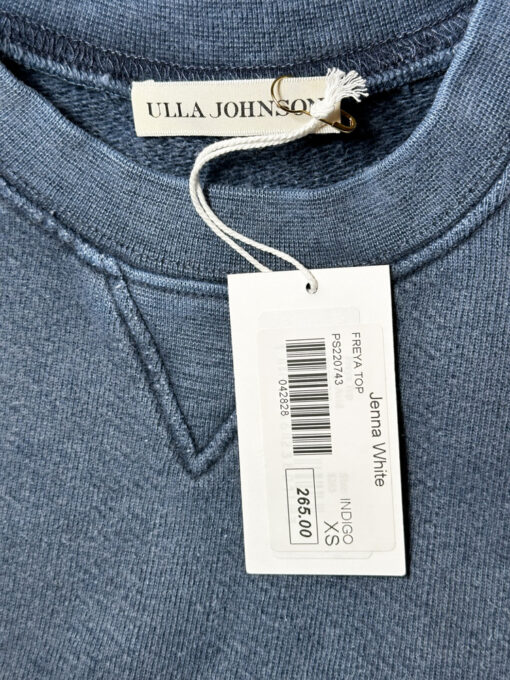 ULLA JOHNSON
Jenna White
FREYA TOP
PS220743
042828
INDIGO
XS
265.00